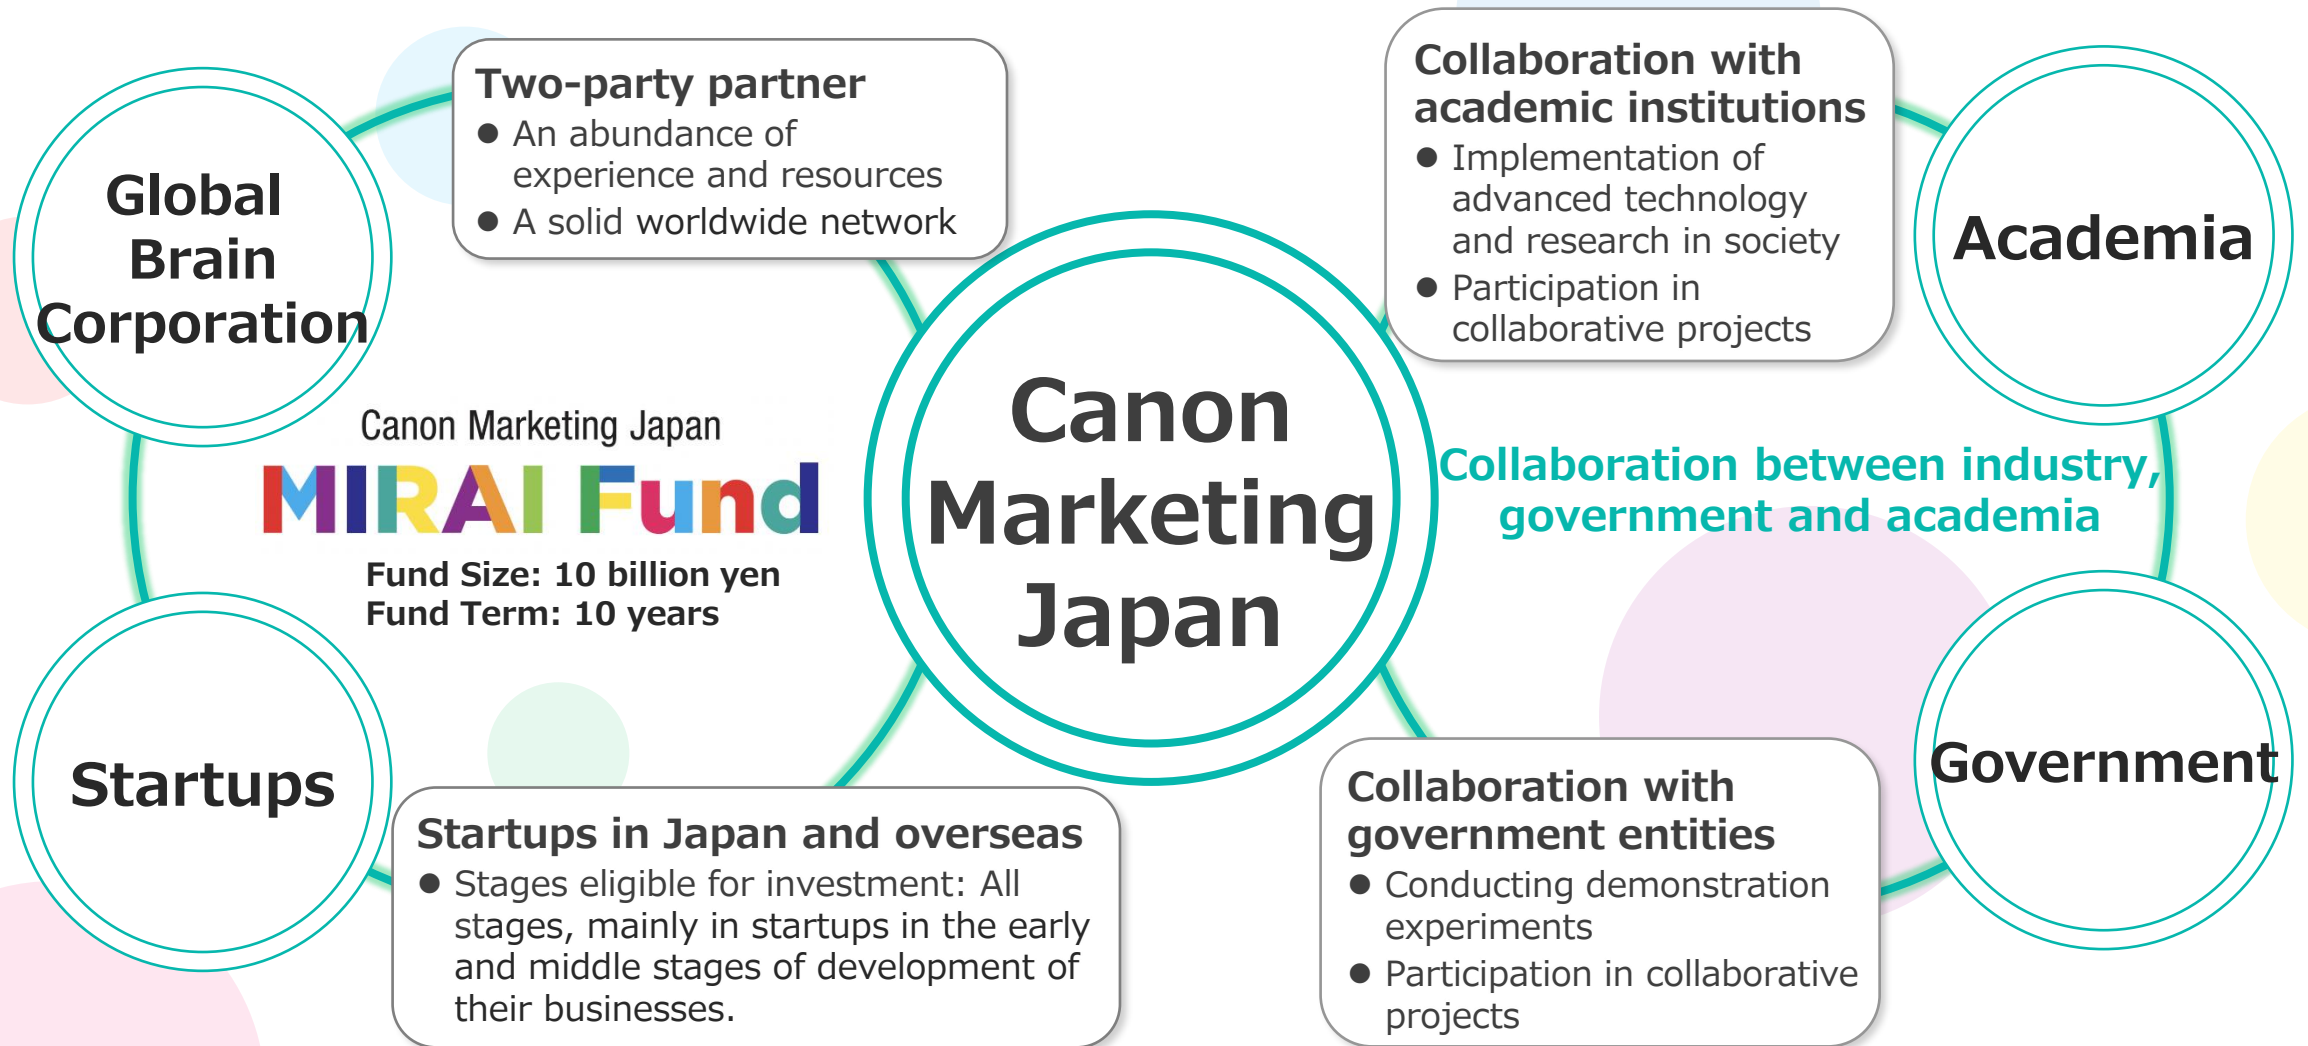 Global
Brain
Corporation
Two-party partner
● An abundance of
experience and resources
● A solid worldwide network
Canon Marketing Japan
MIRAI Fund
Fund Size: 10 billion yen
Fund Term: 10 years
Startups
Startups in Japan and overseas
● Stages eligible for investment: All
stages, mainly in startups in the early
and middle stages of development of
their businesses.
Canon
Marketing
Japan
Collaboration with
academic institutions
● Implementation of
advanced technology
and research in society
● Participation in
collaborative projects
Academia
Collaboration between industry,
government and academia
Collaboration with
government entities
● Conducting demonstration
experiments
● Participation in collaborative
projects
Government